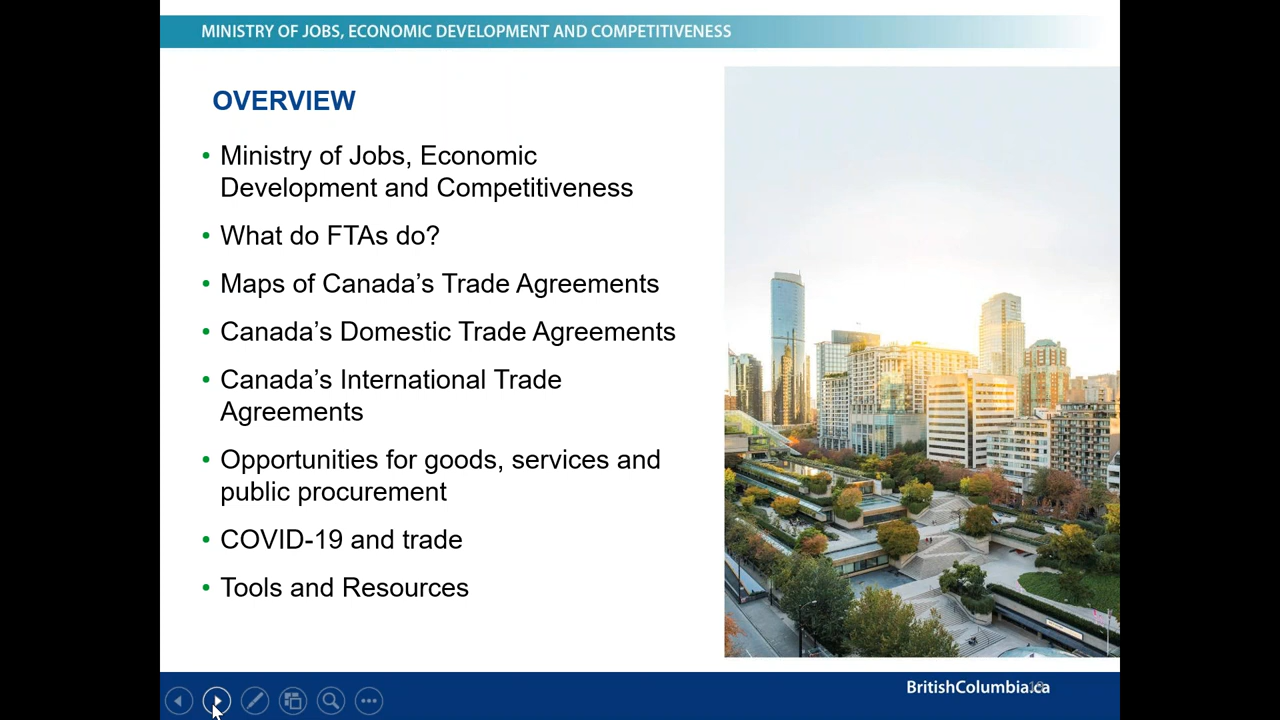 MINISTRY OF JOBS, ECONOMIC DEVELOPMENT AND COMPETITIVENESS
OVERVIEW
• Ministry of Jobs, Economic
Development and Competitiveness
• What do FTAs do?
• Maps of Canada’s Trade Agreements
• Canada’s Domestic Trade Agreements
• Canada’s International Trade
Agreements
• Opportunities for goods, services and
public procurement
• COVID-19 and trade
• Tools and Resources
BritishColumbia.ca